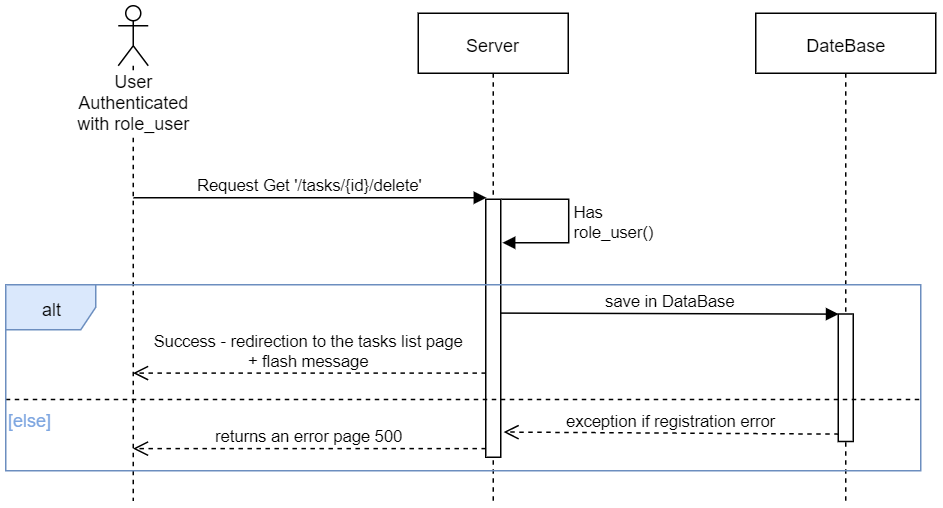 Server
DateBase
User
Authenticated
with role_user
Request Get '/tasks/{id}/delete'
Has
role_user()
alt
save in DataBase
Success - redirection to the tasks list page
+ flash message
[else]
exception if registration error
returns an error page 500